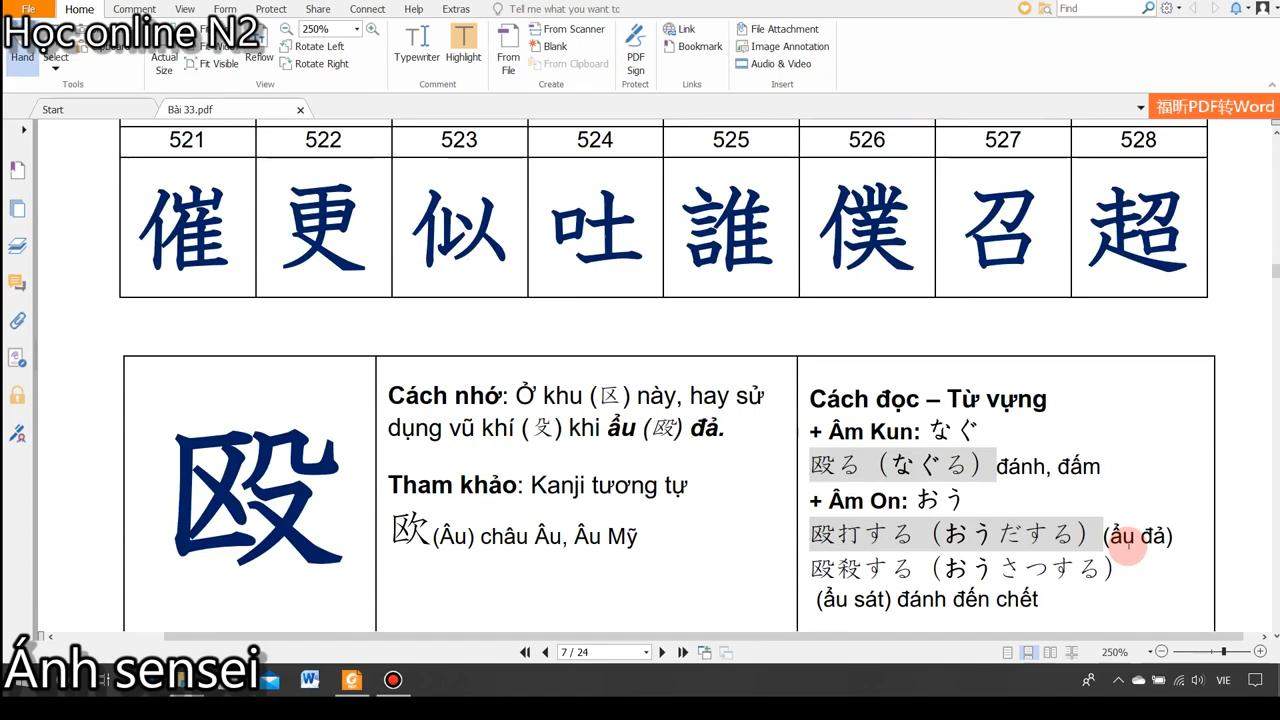 File Home Comment View Form Protect Share Connect Help Extras Tell me what you want to Find
Học online N2
250%
Rotate Left
Rotate Right
Fit Visible
Hand
Select
Actual Size
Reflow
Typewriter
Highlight
From File
From Scanner
Blank
From Clipboard
PDF Sign
Link
Bookmark
File Attachment
Image Annotation
Audio & Video
Tools View Comment Create Protect Links Insert
Start Bài 33.pdf
福昕PDF转Word
521 522 523 524 525 526 527 528
催 更 似 吐 誰 僕 召 超
殴
Cách nhớ: Ở khu (区) này, hay sử
dụng vũ khí (殳) khi ẩu (殴) đả.
Tham khảo: Kanji tương tự
欧 (Âu) châu Âu, Âu Mỹ
Cách đọc – Từ vựng
+ Âm Kun: なぐ
殴る（なぐる）đánh, đấm
+ Âm On: おう
殴打する（おうだする）(ẩu đả)
殴殺する（おうさつする）
(ẩu sát) đánh đến chết
7 / 24
250%
Ánh sensei
VIE